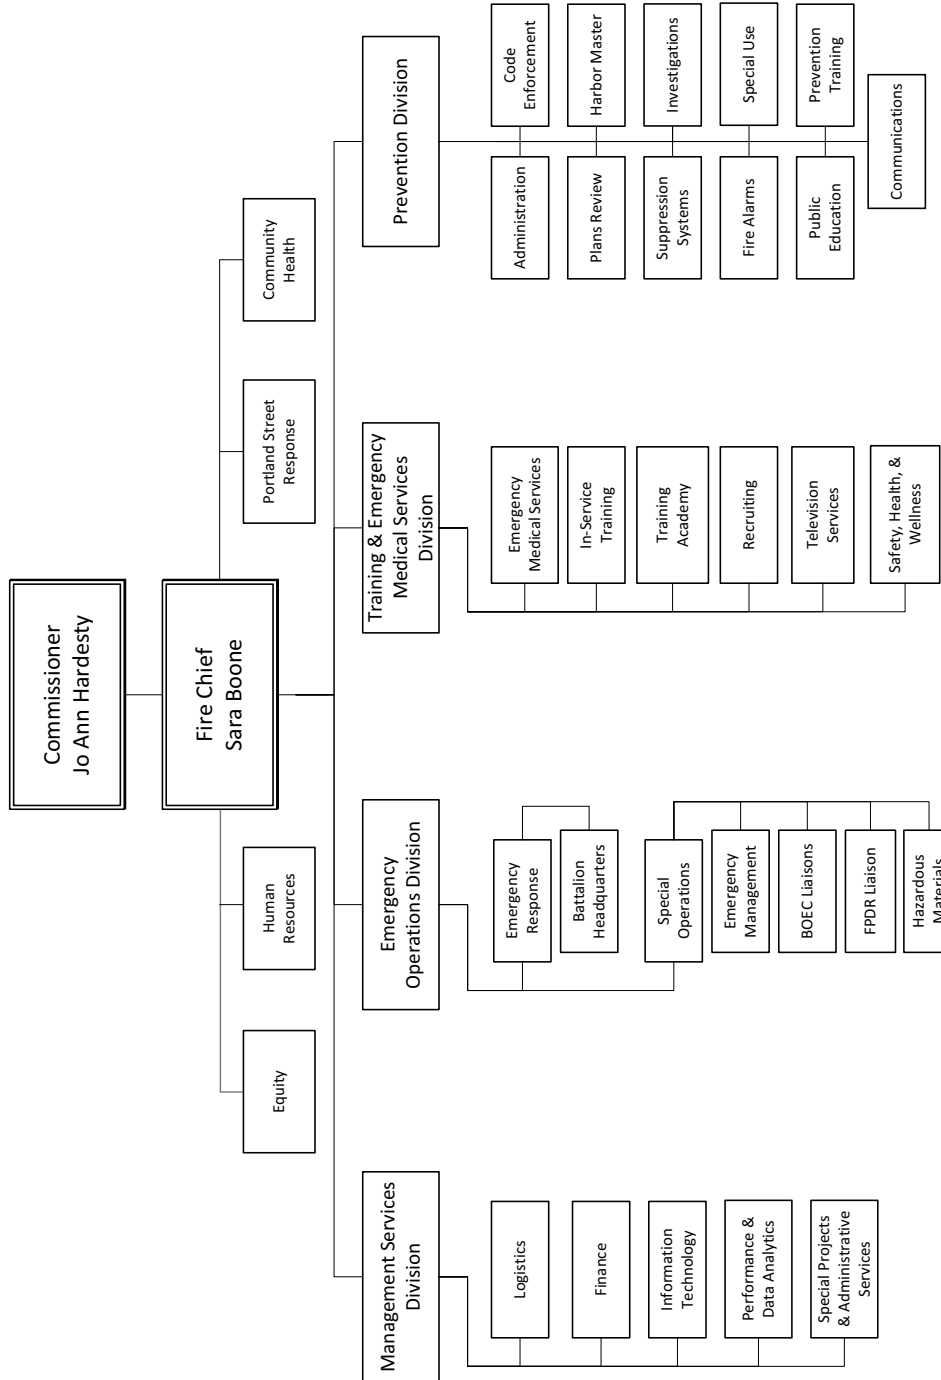 Commissioner
Jo Ann Hardesty
Fire Chief
Sara Boone
Equity
Human
Resources
Portland Street
Response
Community
Health
Management Services
Division
Logistics
Finance
Information
Technology
Performance &
Data Analytics
Special Projects
& Administrative
Services
Emergency
Operations Division
Emergency
Response
Battalion
Headquarters
Special
Operations
Emergency
Management
BOEC Liaisons
FPDR Liaison
Hazardous
Materials
Training & Emergency
Medical Services
Division
Emergency
Medical Services
In-Service
Training
Training
Academy
Recruiting
Television
Services
Safety, Health, &
Wellness
Prevention Division
Administration
Code
Enforcement
Plans Review
Harbor Master
Suppression
Systems
Investigations
Fire Alarms
Special Use
Public
Education
Prevention
Training
Communications